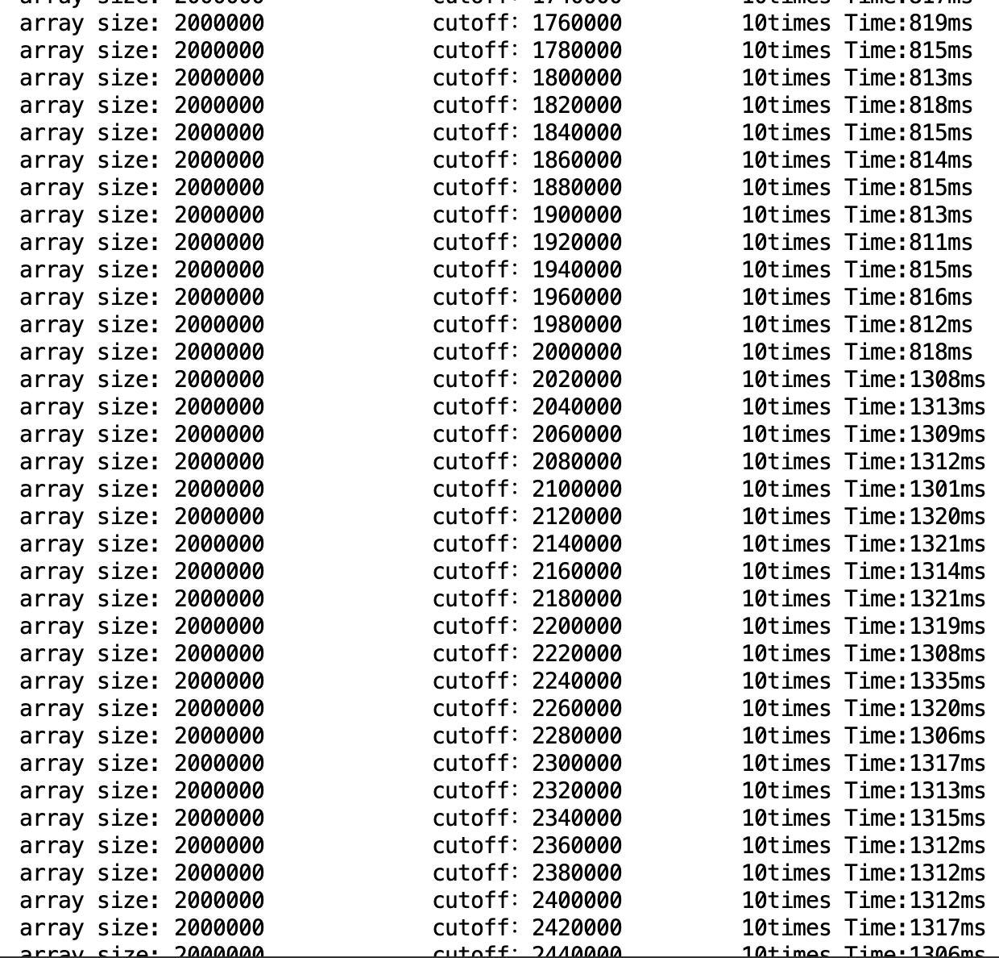 array size: 2000000 cutoff: 1740000 10times Time:817ms
array size: 2000000 cutoff: 1760000 10times Time:819ms
array size: 2000000 cutoff: 1780000 10times Time:815ms
array size: 2000000 cutoff: 1800000 10times Time:813ms
array size: 2000000 cutoff: 1820000 10times Time:818ms
array size: 2000000 cutoff: 1840000 10times Time:815ms
array size: 2000000 cutoff: 1860000 10times Time:814ms
array size: 2000000 cutoff: 1880000 10times Time:815ms
array size: 2000000 cutoff: 1900000 10times Time:813ms
array size: 2000000 cutoff: 1920000 10times Time:811ms
array size: 2000000 cutoff: 1940000 10times Time:815ms
array size: 2000000 cutoff: 1960000 10times Time:816ms
array size: 2000000 cutoff: 1980000 10times Time:812ms
array size: 2000000 cutoff: 2000000 10times Time:818ms
array size: 2000000 cutoff: 2020000 10times Time:1308ms
array size: 2000000 cutoff: 2040000 10times Time:1313ms
array size: 2000000 cutoff: 2060000 10times Time:1309ms
array size: 2000000 cutoff: 2080000 10times Time:1312ms
array size: 2000000 cutoff: 2100000 10times Time:1301ms
array size: 2000000 cutoff: 2120000 10times Time:1320ms
array size: 2000000 cutoff: 2140000 10times Time:1321ms
array size: 2000000 cutoff: 2160000 10times Time:1314ms
array size: 2000000 cutoff: 2180000 10times Time:1321ms
array size: 2000000 cutoff: 2200000 10times Time:1319ms
array size: 2000000 cutoff: 2220000 10times Time:1308ms
array size: 2000000 cutoff: 2240000 10times Time:1335ms
array size: 2000000 cutoff: 2260000 10times Time:1320ms
array size: 2000000 cutoff: 2280000 10times Time:1306ms
array size: 2000000 cutoff: 2300000 10times Time:1317ms
array size: 2000000 cutoff: 2320000 10times Time:1313ms
array size: 2000000 cutoff: 2340000 10times Time:1315ms
array size: 2000000 cutoff: 2360000 10times Time:1312ms
array size: 2000000 cutoff: 2380000 10times Time:1312ms
array size: 2000000 cutoff: 2400000 10times Time:1312ms
array size: 2000000 cutoff: 2420000 10times Time:1317ms
array size: 2000000 cutoff: 2440000 10times Time:1306ms